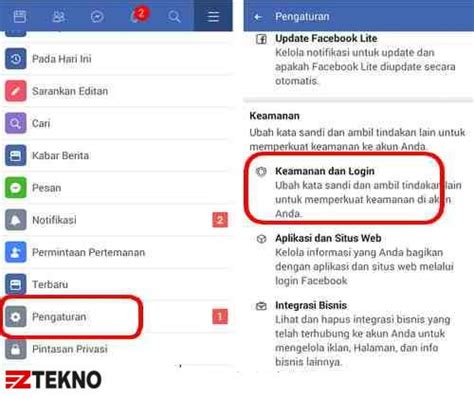 2
Pada Hari Ini
Sarankan Editan
Cari
Kabar Berita
Pesan
Notifikasi 2
Permintaan Pertemanan
Terbaru
Pengaturan 1
Pintasan Privasi
EZTEKNO
Pengaturan
Update Facebook Lite
Kelola notifikasi untuk update dan
apakah Facebook Lite diupdate secara
otomatis.
Keamanan
Ubah kata sandi dan ambil tindakan lain untuk
memperkuat keamanan ke akun Anda.
Keamanan dan Login
Ubah kata sandi dan ambil tindakan lain
untuk memperkuat keamanan di akun
Anda.
Aplikasi dan Situs Web
Kelola informasi yang Anda bagikan
dengan aplikasi dan situs web melalui
login Facebook
Integrasi Bisnis
Lihat dan hapus integrasi bisnis yang
telah terhubung ke akun Anda untuk
mengelola iklan, Halaman, dan info
bisnis lainnya.